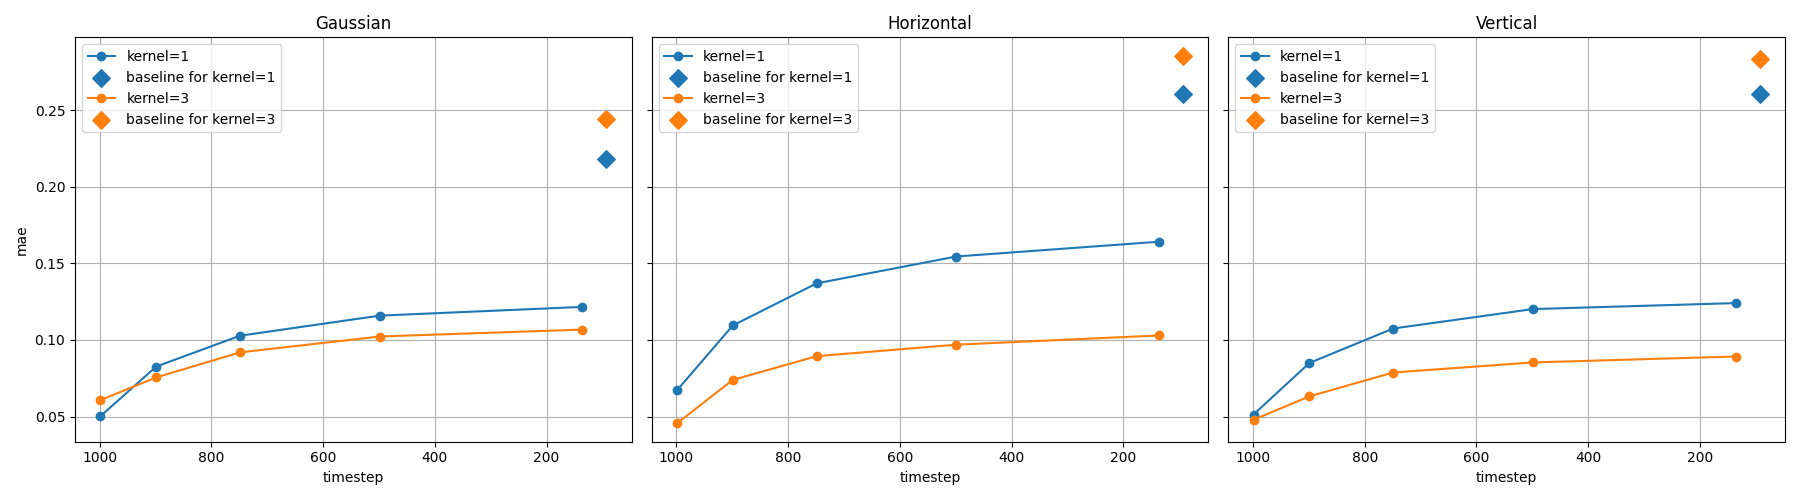 Gaussian
kernel=1
baseline for kernel=1
kernel=3
baseline for kernel=3
0.25
0.20
0.15
0.10
0.05
mae
1000 800 600 400 200
timestep
Horizontal
kernel=1
baseline for kernel=1
kernel=3
baseline for kernel=3
1000 800 600 400 200
timestep
Vertical
kernel=1
baseline for kernel=1
kernel=3
baseline for kernel=3
1000 800 600 400 200
timestep